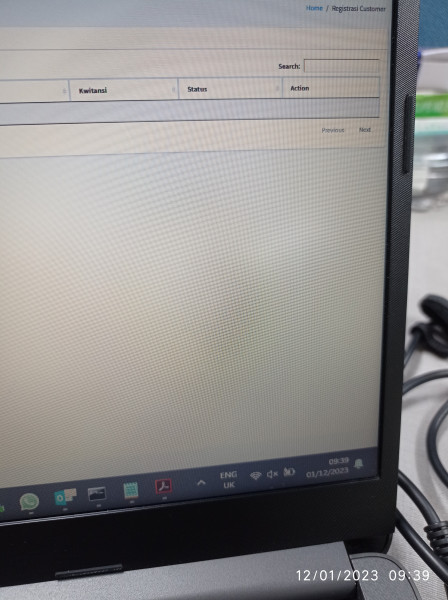 Home / Registrasi Customer
Search:
Kwitansi Status Action
Previous Next
ENG 09:39
UK 01/12/2023
12/01/2023 09:39